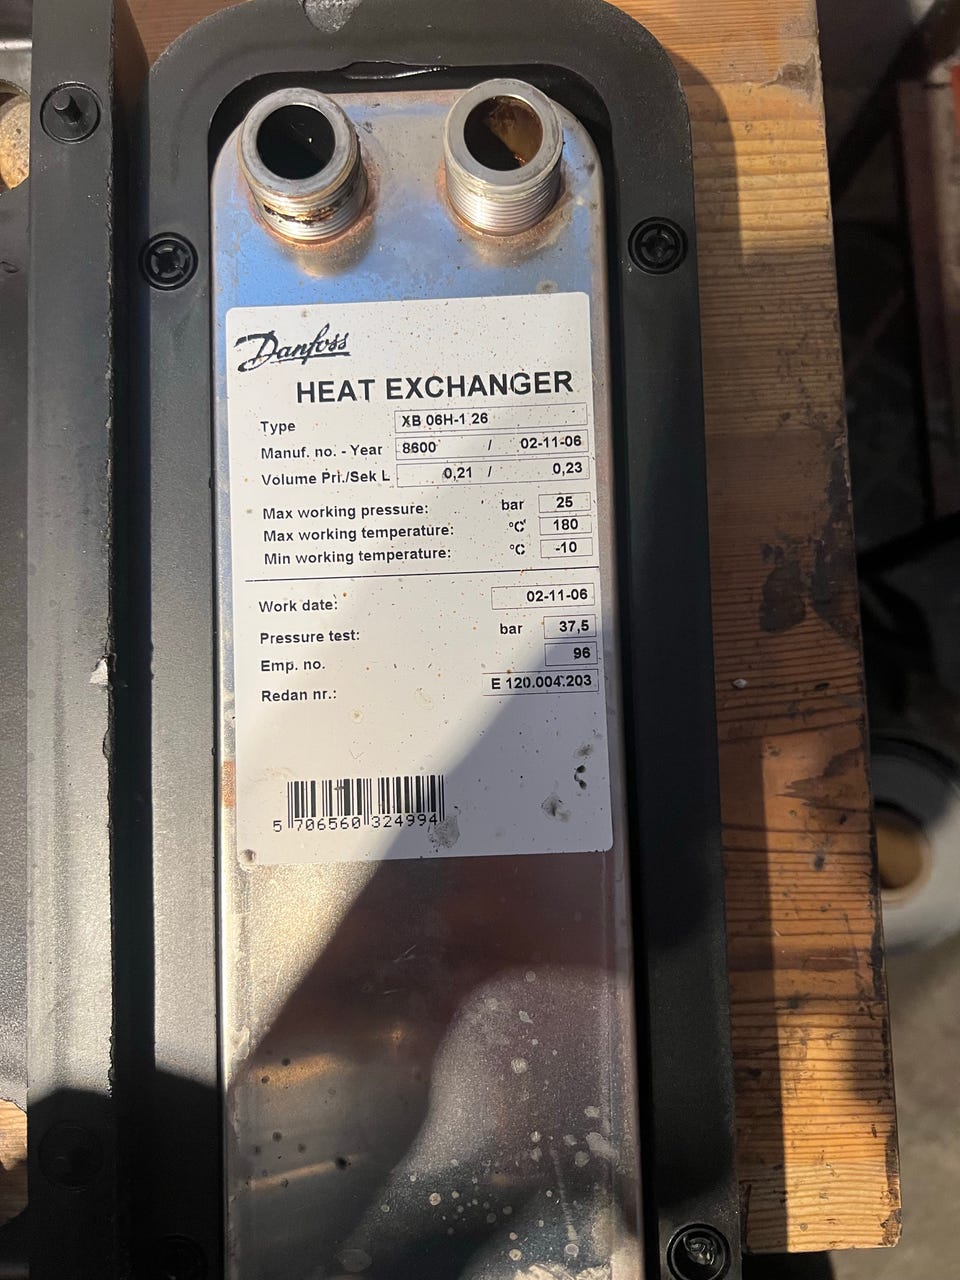 Danfoss
HEAT EXCHANGER
Type XB 06H-1 26
Manuf. no. - Year 8600 / 02-11-06
Volume Pri./Sek L 0,21 / 0,23
Max working pressure: bar 25
Max working temperature: °C 180
Min working temperature: °C -10
Work date: 02-11-06
Pressure test: bar 37,5
Emp. no. 96
Redan nr.: E 120.004.203
5 706560 324994